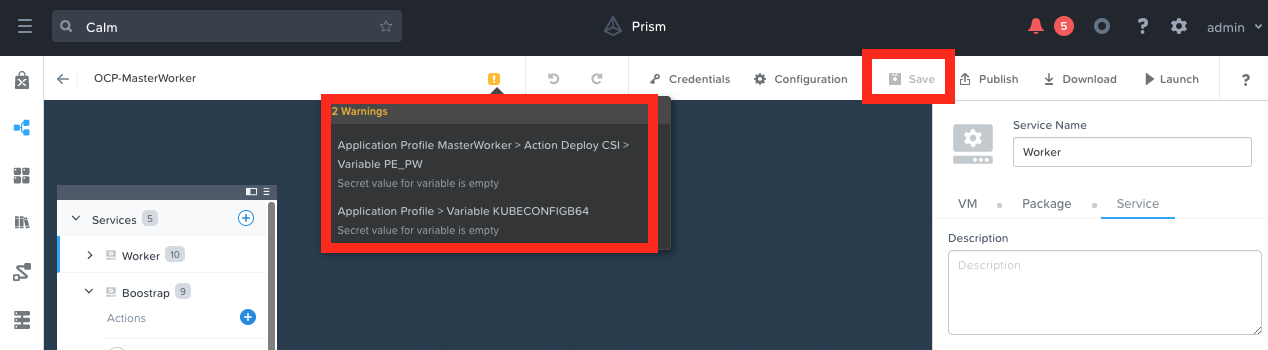 Calm
Prism
5
?
admin
OCP-MasterWorker
!
Credentials
Configuration
Save
Publish
Download
Launch
?
2 Warnings
Application Profile MasterWorker > Action Deploy CSI >
Variable PE_PW
Secret value for variable is empty
Application Profile > Variable KUBECONFIGB64
Secret value for variable is empty
Services 5
Worker 10
Boostrap 9
Actions
Service Name
Worker
VM
Package
Service
Description
Description